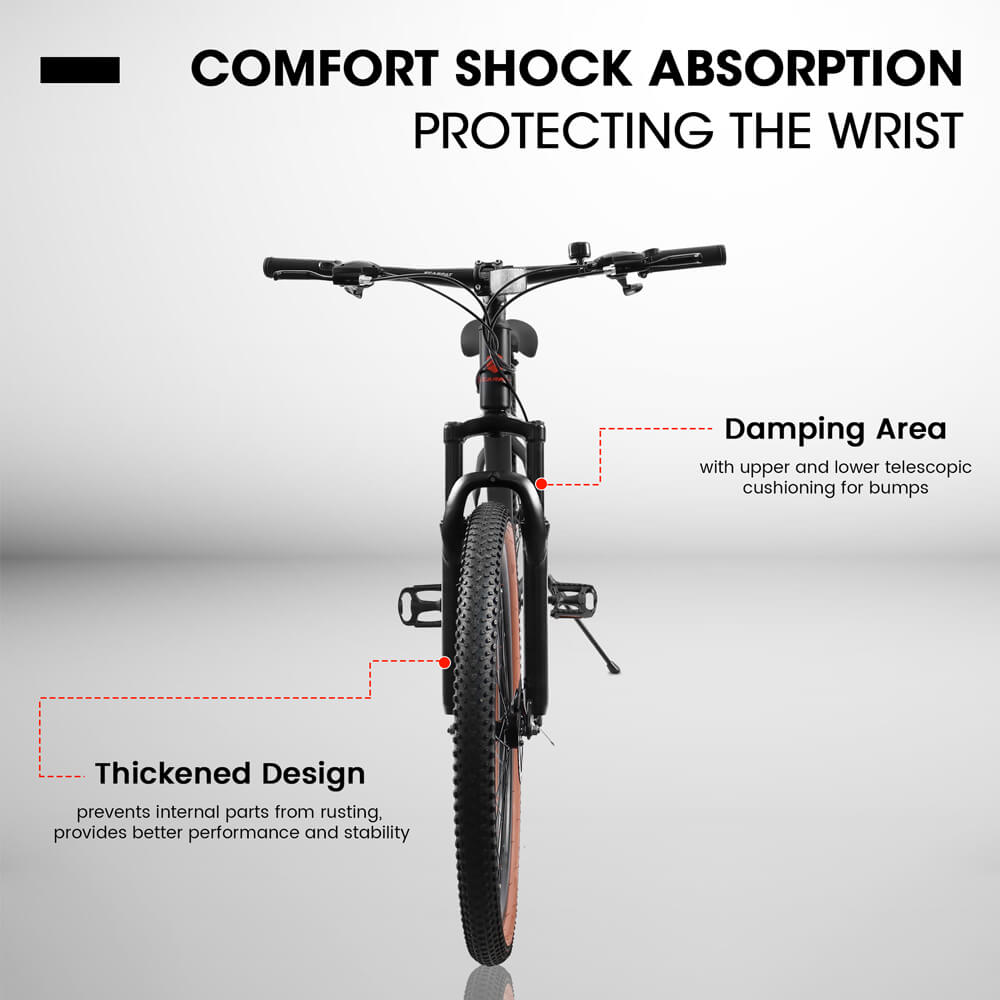 COMFORT SHOCK ABSORPTION
PROTECTING THE WRIST
Damping Area
with upper and lower telescopic
cushioning for bumps
Thickened Design
prevents internal parts from rusting,
provides better performance and stability